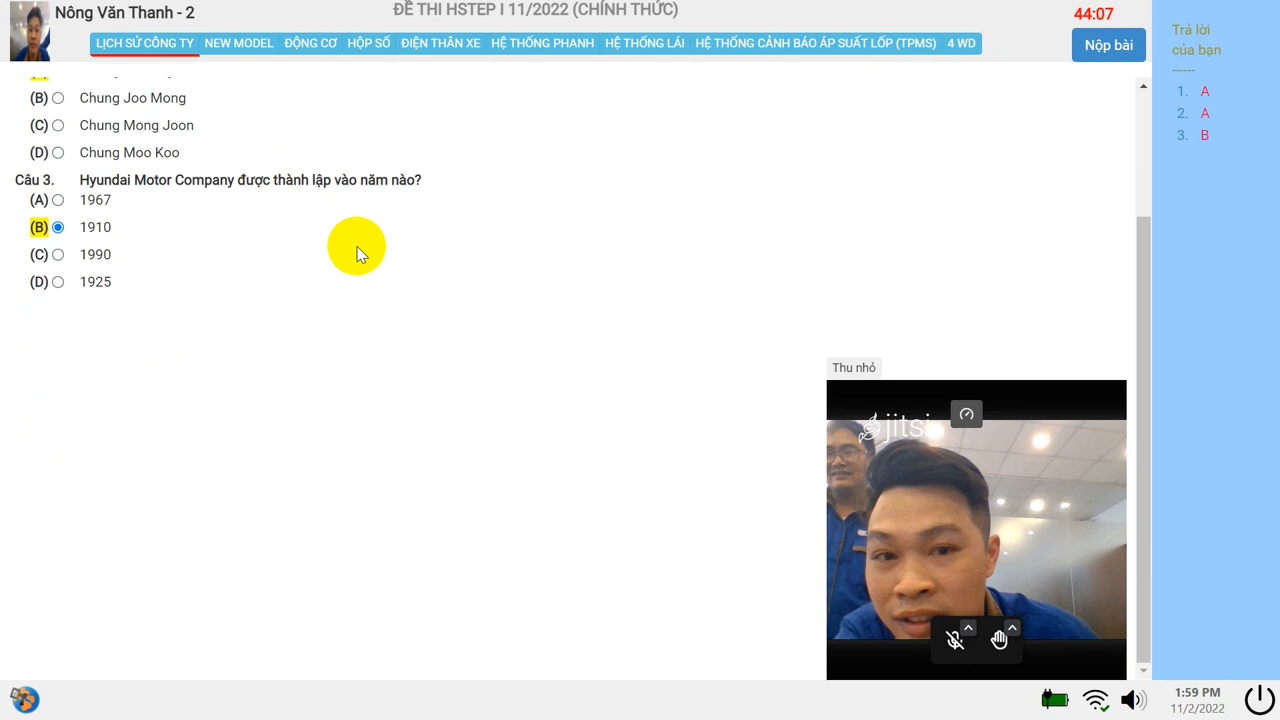 Nông Văn Thanh - 2
ĐỀ THI HSTEP I 11/2022 (CHÍNH THỨC)
44:07
LỊCH SỬ CÔNG TY NEW MODEL ĐỘNG CƠ HỘP SỐ ĐIỆN THÂN XE HỆ THỐNG PHANH HỆ THỐNG LÁI HỆ THỐNG CẢNH BÁO ÁP SUẤT LỐP (TPMS) 4 WD
Nộp bài
Trả lời
của bạn
------
1. A
2. A
3. B
(B) Chung Joo Mong
(C) Chung Mong Joon
(D) Chung Moo Koo
Câu 3. Hyundai Motor Company được thành lập vào năm nào?
(A) 1967
(B) 1910
(C) 1990
(D) 1925
Thu nhỏ
jitsi
1:59 PM
11/2/2022